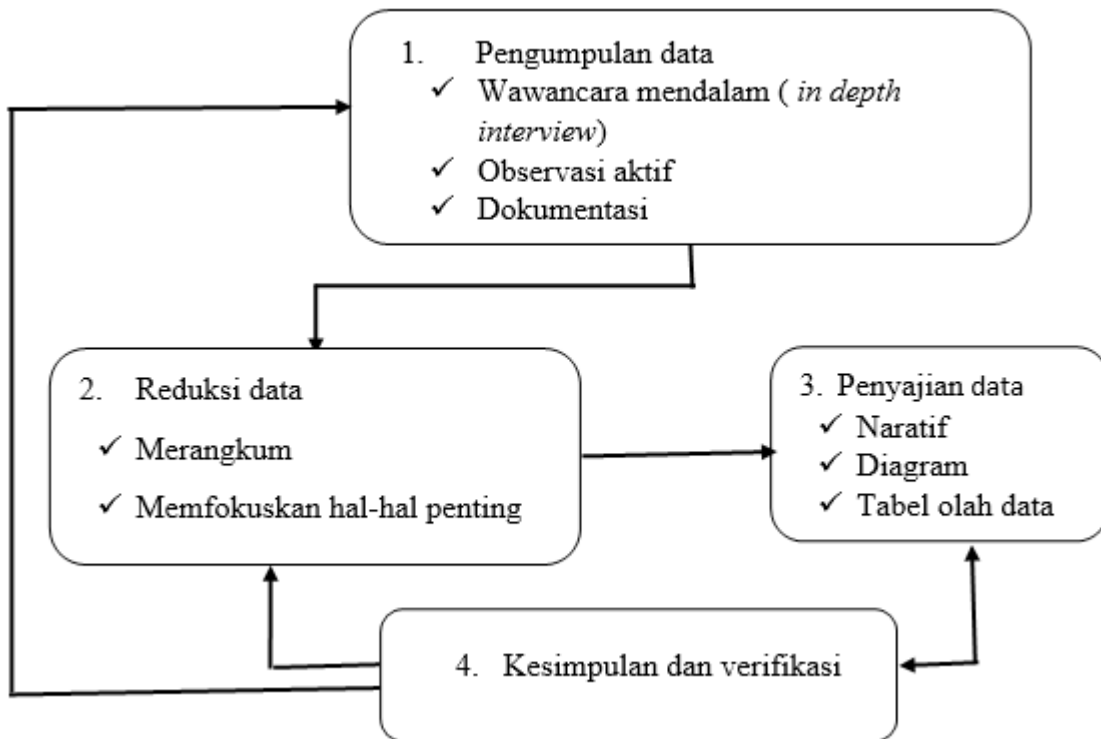 1. Pengumpulan data
✓ Wawancara mendalam ( in depth
interview)
✓ Observasi aktif
✓ Dokumentasi
2. Reduksi data
✓ Merangkum
✓ Memfokuskan hal-hal penting
3. Penyajian data
✓ Naratif
✓ Diagram
✓ Tabel olah data
4. Kesimpulan dan verifikasi